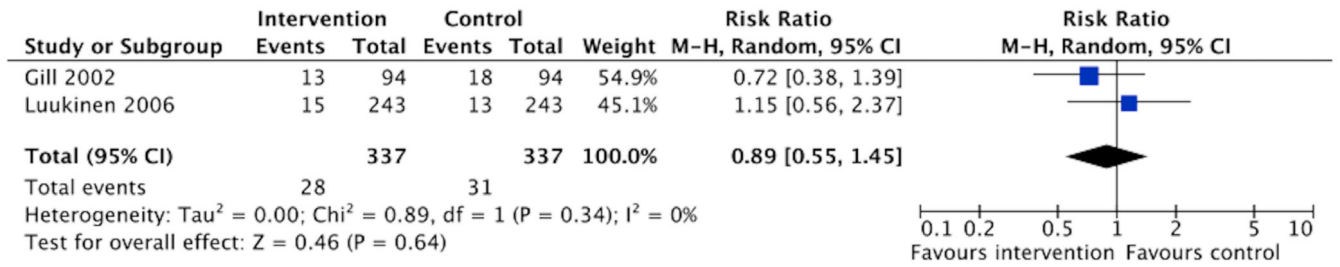 Intervention Control Risk Ratio Risk Ratio
Study or Subgroup Events Total Events Total Weight M-H, Random, 95% CI M-H, Random, 95% CI
Gill 2002 13 94 18 94 54.9% 0.72 [0.38, 1.39]
Luukinen 2006 15 243 13 243 45.1% 1.15 [0.56, 2.37]
Total (95% CI) 337 337 100.0% 0.89 [0.55, 1.45]
Total events 28 31
Heterogeneity: Tau² = 0.00; Chi² = 0.89, df = 1 (P = 0.34); I² = 0%
Test for overall effect: Z = 0.46 (P = 0.64)
0.1 0.2 0.5 1 2 5 10
Favours intervention Favours control